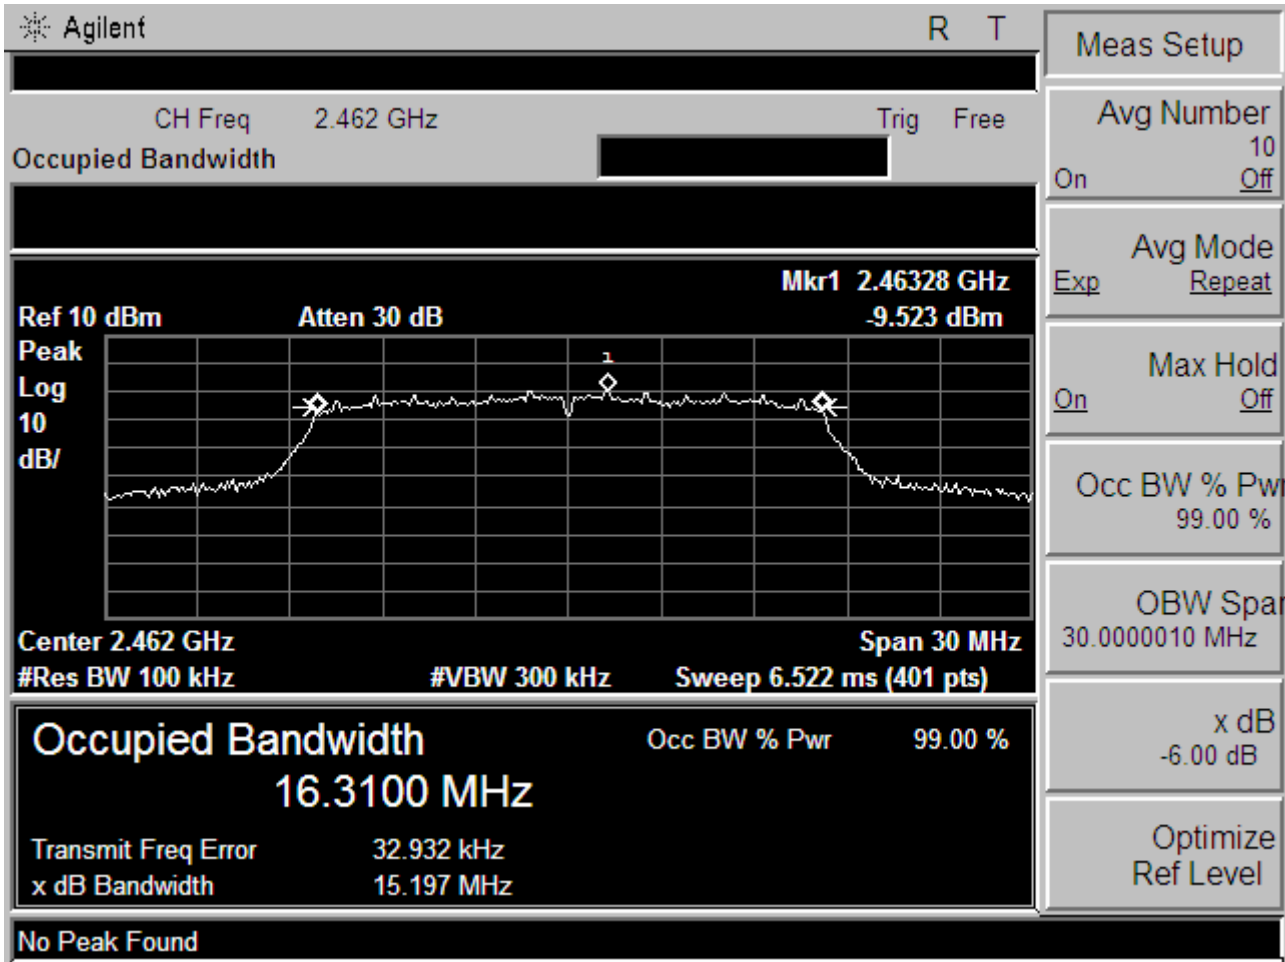 Agilent R T
Meas Setup
CH Freq 2.462 GHz Trig Free
Occupied Bandwidth
Avg Number
10
On Off
Avg Mode
Exp Repeat
Max Hold
On Off
Occ BW % Pwr
99.00 %
OBW Span
30.0000010 MHz
x dB
-6.00 dB
Optimize
Ref Level
Mkr1 2.46328 GHz
Ref 10 dBm Atten 30 dB -9.523 dBm
Peak
Log
10
dB/
1
Center 2.462 GHz Span 30 MHz
#Res BW 100 kHz #VBW 300 kHz Sweep 6.522 ms (401 pts)
Occupied Bandwidth Occ BW % Pwr 99.00 %
16.3100 MHz
Transmit Freq Error 32.932 kHz
x dB Bandwidth 15.197 MHz
No Peak Found